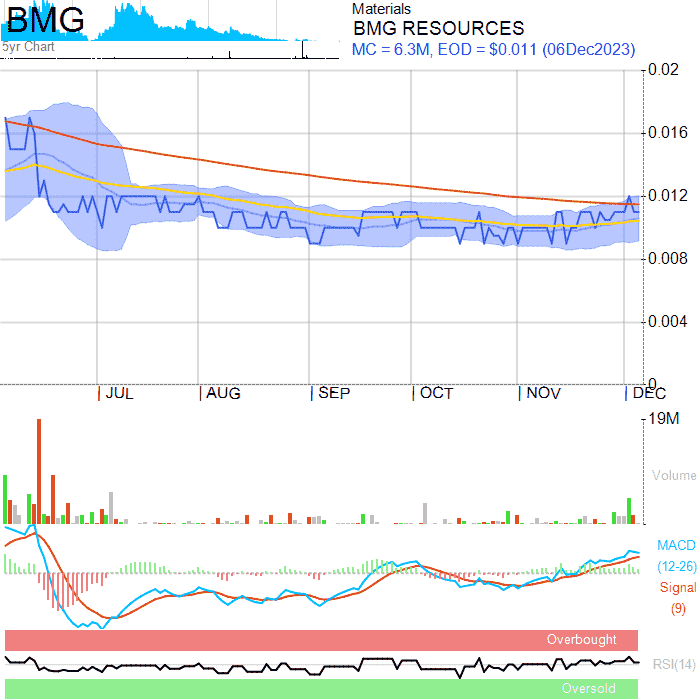 BMG
5yr Chart
Materials
BMG RESOURCES
MC = 6.3M, EOD = $0.011 (06Dec2023)
0.02
0.016
0.012
0.008
0.004
0
JUL AUG SEP OCT NOV DEC
19M
Volume
MACD
(12-26)
Signal
(9)
Overbought
RSI(14)
Oversold